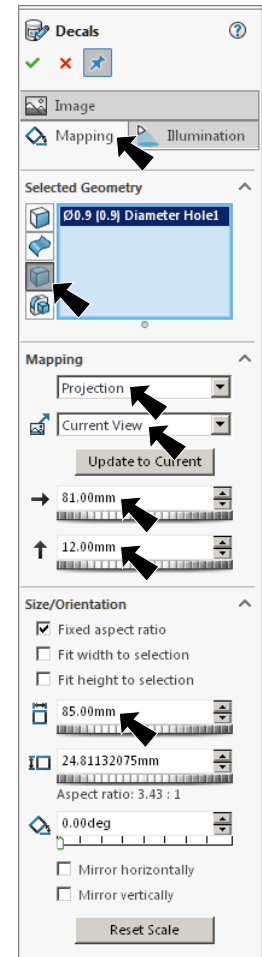 Decals
Image
Mapping
Illumination
Selected Geometry
Ø0.9 (0.9) Diameter Hole1
Mapping
Projection
Current View
Update to Current
81.00mm
12.00mm
Size/Orientation
Fixed aspect ratio
Fit width to selection
Fit height to selection
85.00mm
24.81132075mm
Aspect ratio: 3.43 : 1
0.00deg
Mirror horizontally
Mirror vertically
Reset Scale